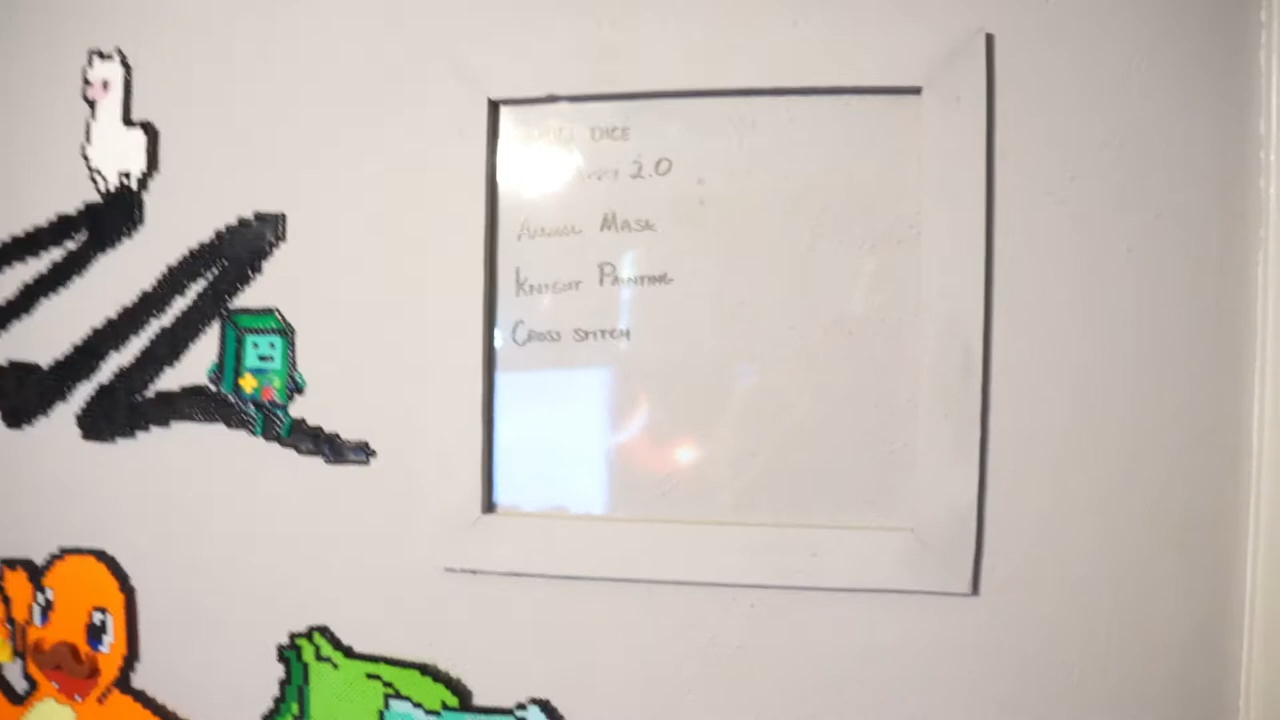 DICE
2.0
ANIMAL MASK
KNIGHT PAINTING
CROSS STITCH